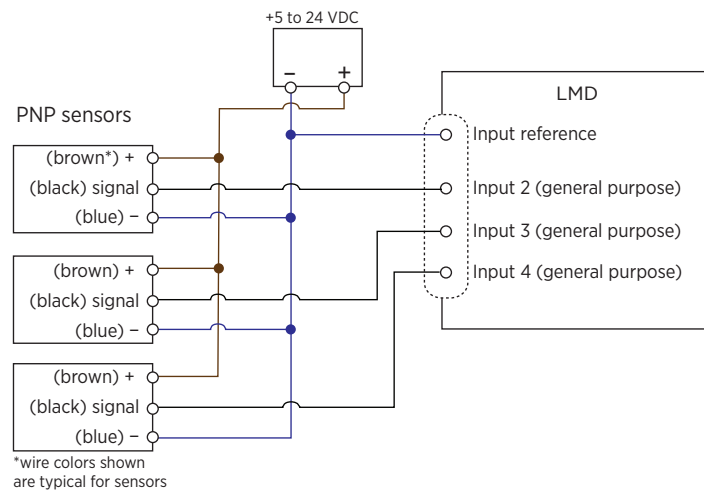 +5 to 24 VDC
− +
PNP sensors
LMD
Input reference
Input 2 (general purpose)
Input 3 (general purpose)
Input 4 (general purpose)
(brown*) +
(black) signal
(blue) −
(brown) +
(black) signal
(blue) −
(brown) +
(black) signal
(blue) −
*wire colors shown
are typical for sensors